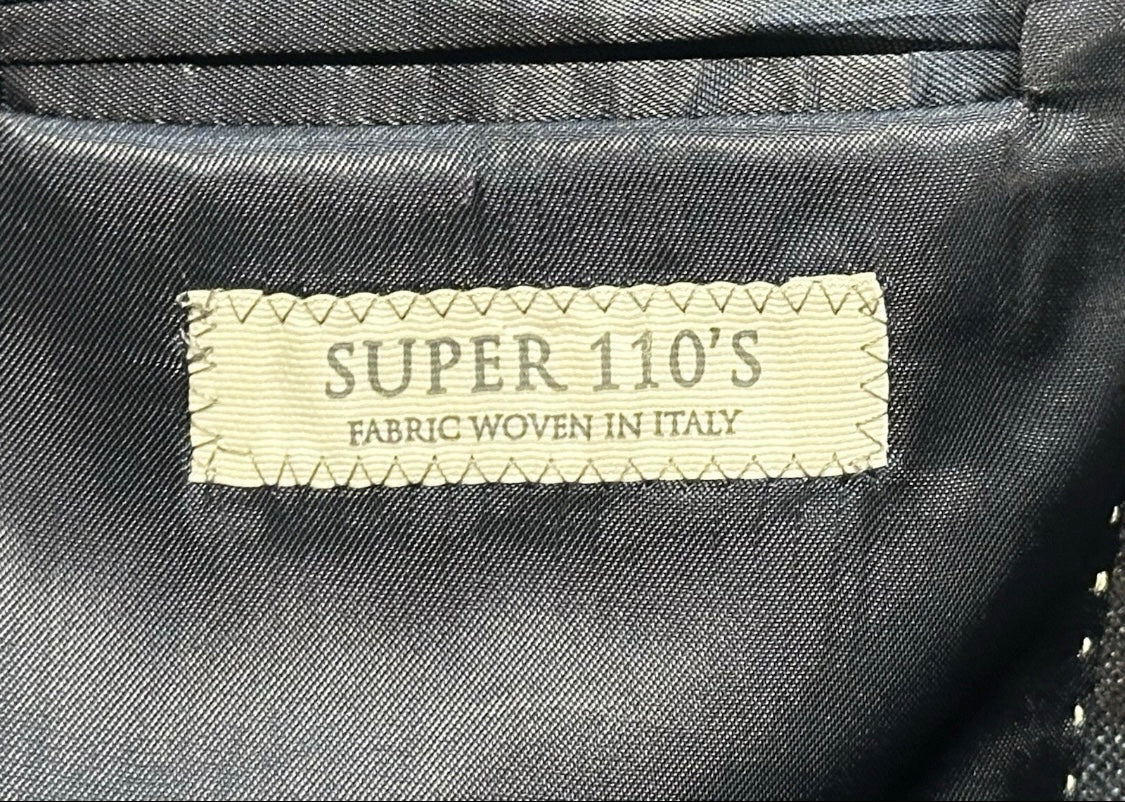 SUPER 110'S
FABRIC WOVEN IN ITALY